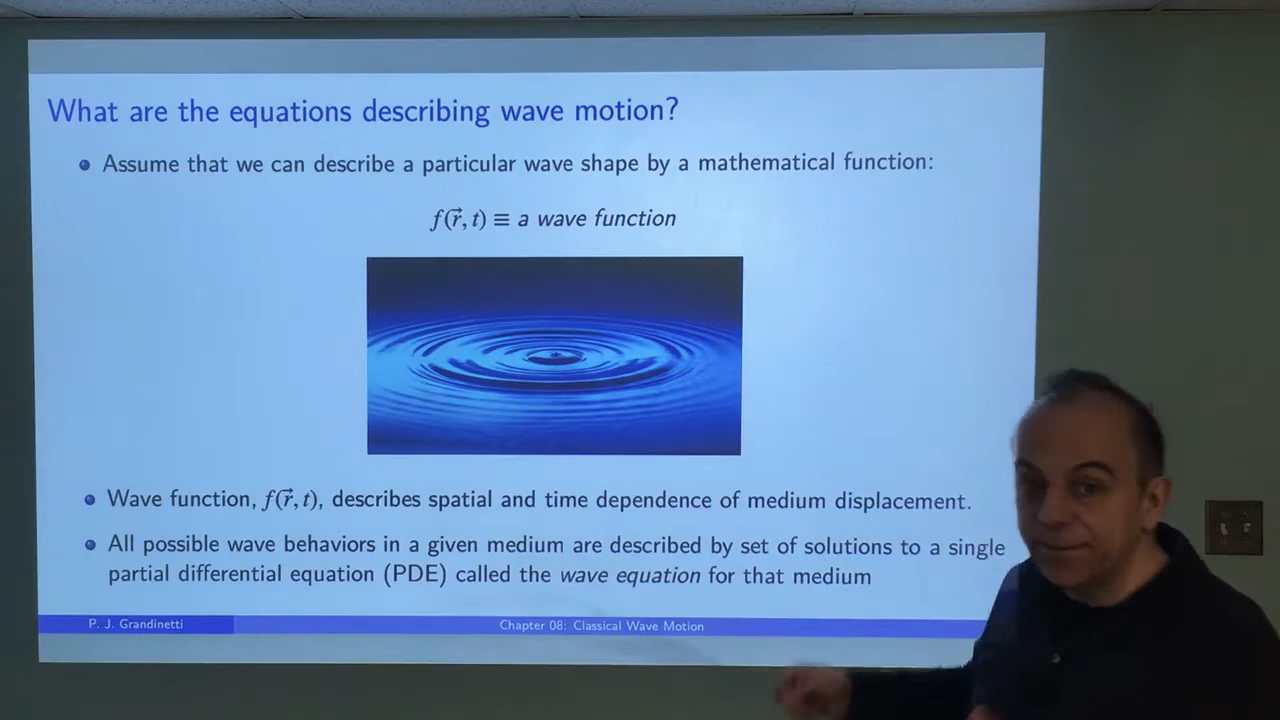 What are the equations describing wave motion?
Assume that we can describe a particular wave shape by a mathematical function:
f(r⃗, t) ≡ a wave function
Wave function, f(r⃗, t), describes spatial and time dependence of medium displacement.
All possible wave behaviors in a given medium are described by set of solutions to a single
partial differential equation (PDE) called the wave equation for that medium
P. J. Grandinetti
Chapter 08: Classical Wave Motion